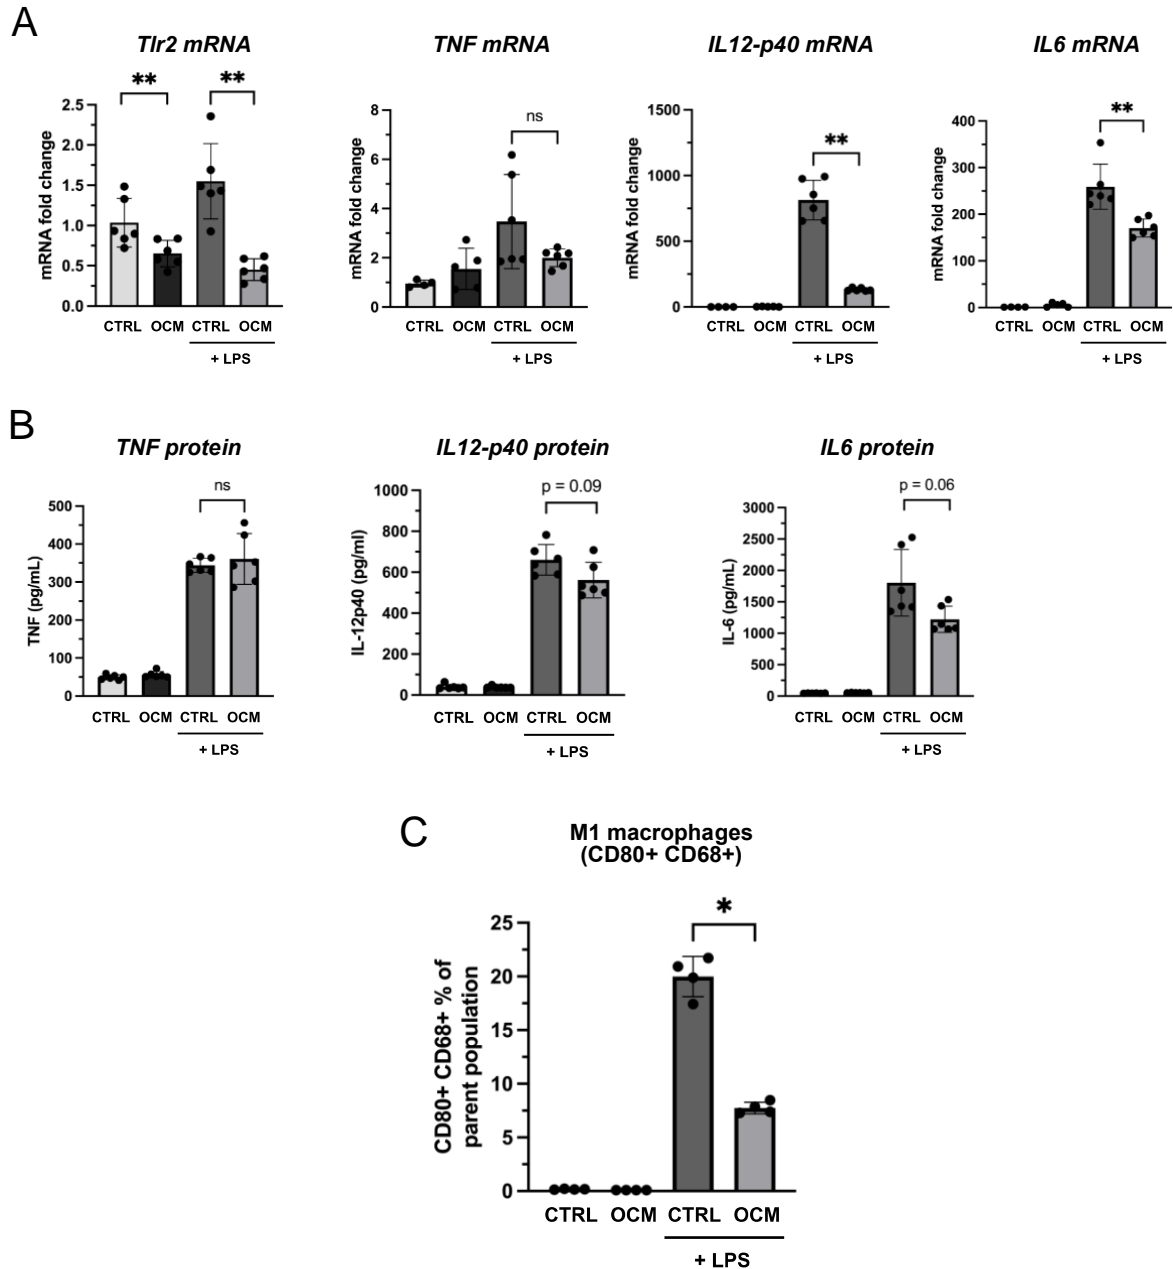 A
Tlr2 mRNA
TNF mRNA
IL12-p40 mRNA
IL6 mRNA
**
**
mRNA fold change
2.5
2.0
1.5
1.0
0.5
0.0
CTRL OCM CTRL OCM
+ LPS
ns
mRNA fold change
8
6
4
2
0
CTRL OCM CTRL OCM
+ LPS
**
mRNA fold change
1500
1000
500
0
CTRL OCM CTRL OCM
+ LPS
**
mRNA fold change
400
300
200
100
0
CTRL OCM CTRL OCM
+ LPS
B
TNF protein
IL12-p40 protein
IL6 protein
ns
TNF (pg/mL)
500
400
300
200
100
0
CTRL OCM CTRL OCM
+ LPS
p = 0.09
IL-12p40 (pg/ml)
1000
800
600
400
200
0
CTRL OCM CTRL OCM
+ LPS
p = 0.06
IL-6 (pg/mL)
3000
2500
2000
1500
1000
500
0
CTRL OCM CTRL OCM
+ LPS
C
M1 macrophages
(CD80+ CD68+)
*
CD80+ CD68+ % of
parent population
25
20
15
10
5
0
CTRL OCM CTRL OCM
+ LPS